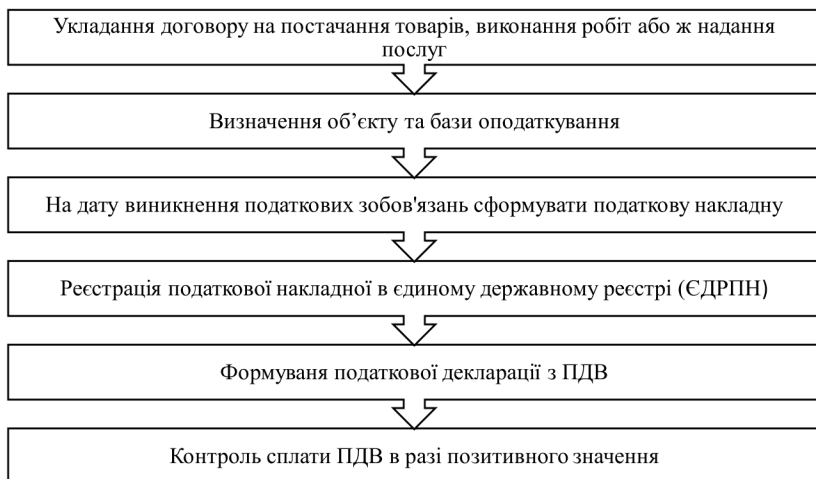 Укладання договору на постачання товарів, виконання робіт або ж надання
послуг
Визначення об’єкту та бази оподаткування
На дату виникнення податкових зобов'язань сформувати податкову накладну
Реєстрація податкової накладної в єдиному державному реєстрі (ЄДРПН)
Формуваня податкової декларації з ПДВ
Контроль сплати ПДВ в разі позитивного значення